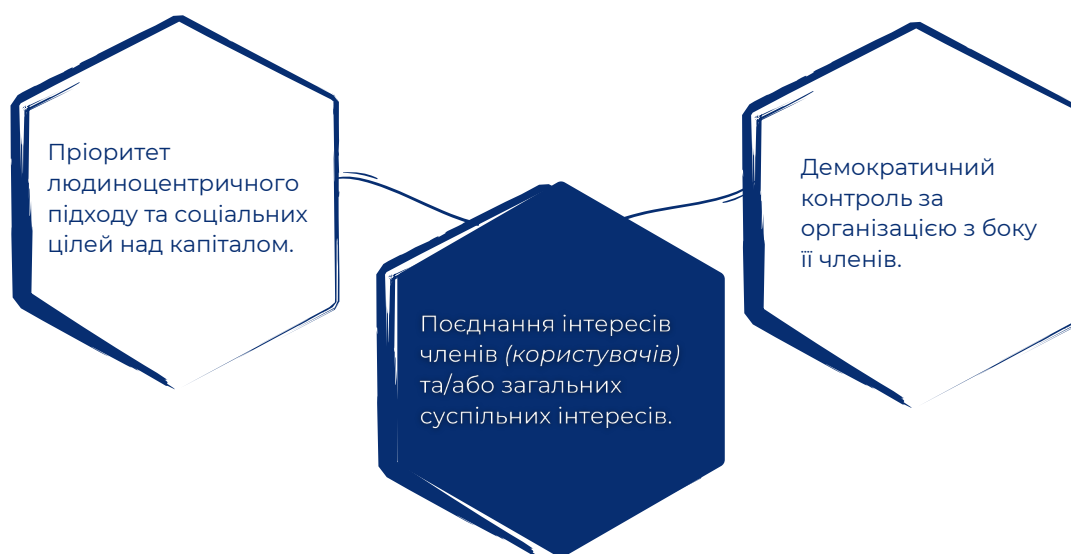 Пріоритет
людиноцентричного
підходу та соціальних
цілей над капіталом.
Поєднання інтересів
членів (користувачів)
та/або загальних
суспільних інтересів.
Демократичний
контроль за
організацією з боку
її членів.